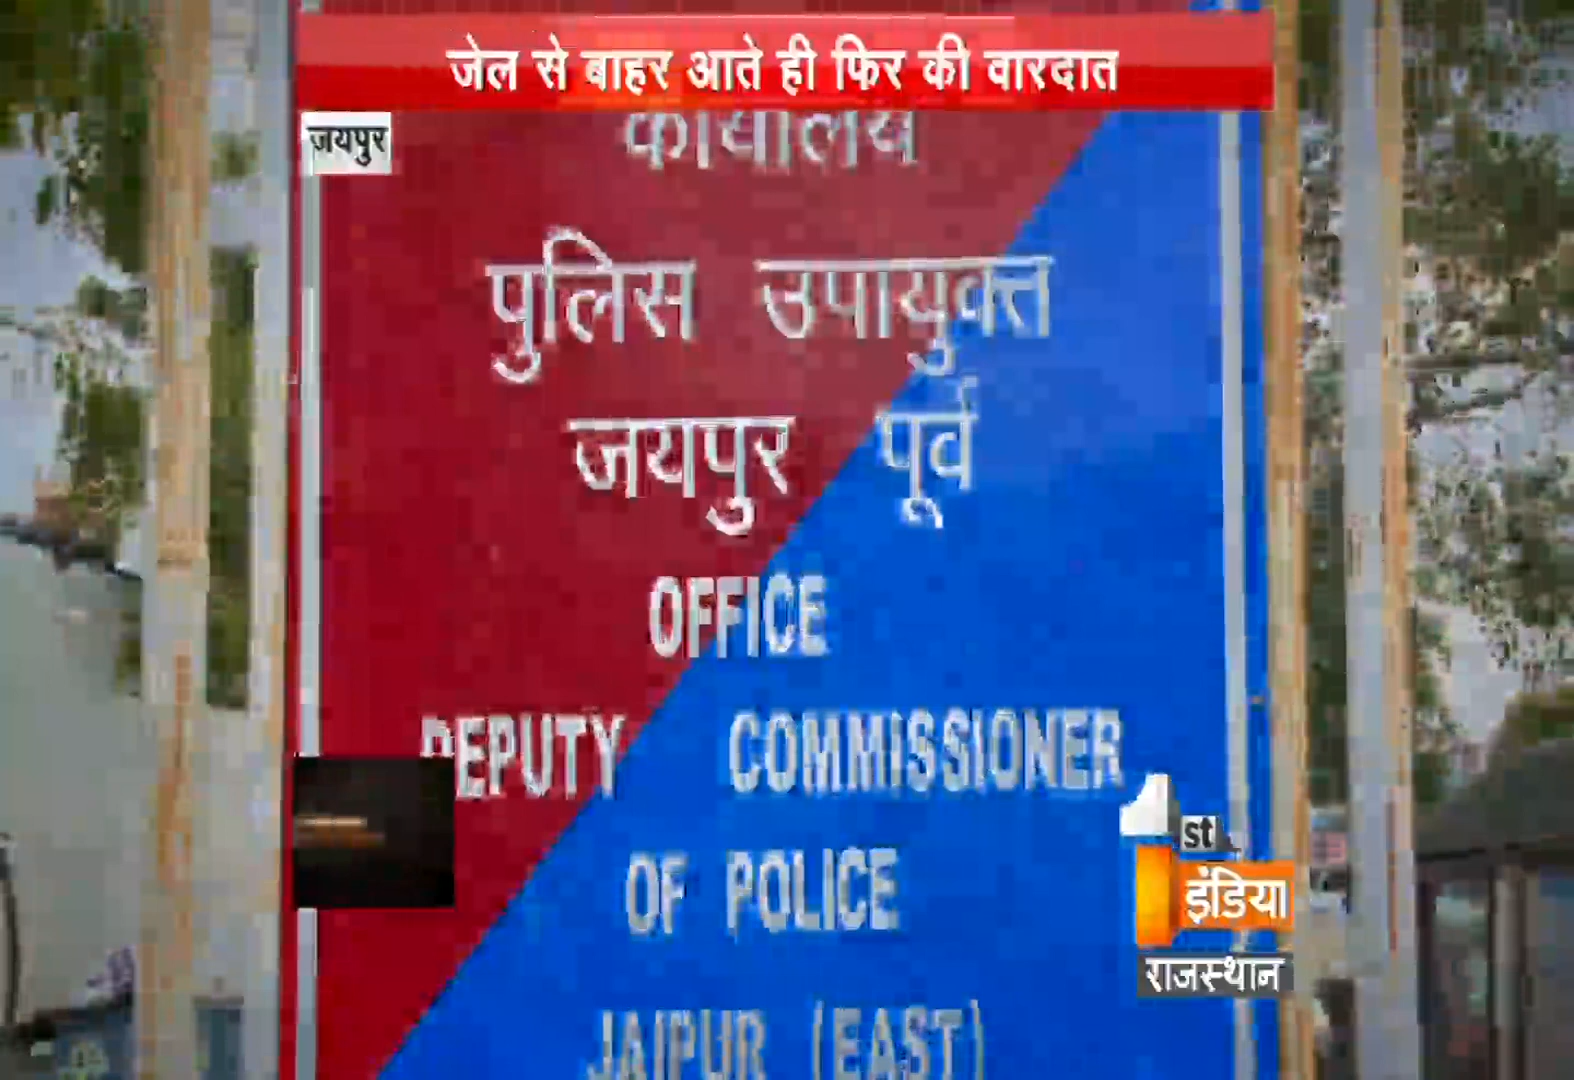 जेल से बाहर आते ही फिर की वारदात
जयपुर
कार्यालय
पुलिस उपायुक्त
जयपुर पूर्व
OFFICE
DEPUTY COMMISSIONER
OF POLICE
JAIPUR (EAST)
1st
इंडिया
राजस्थान